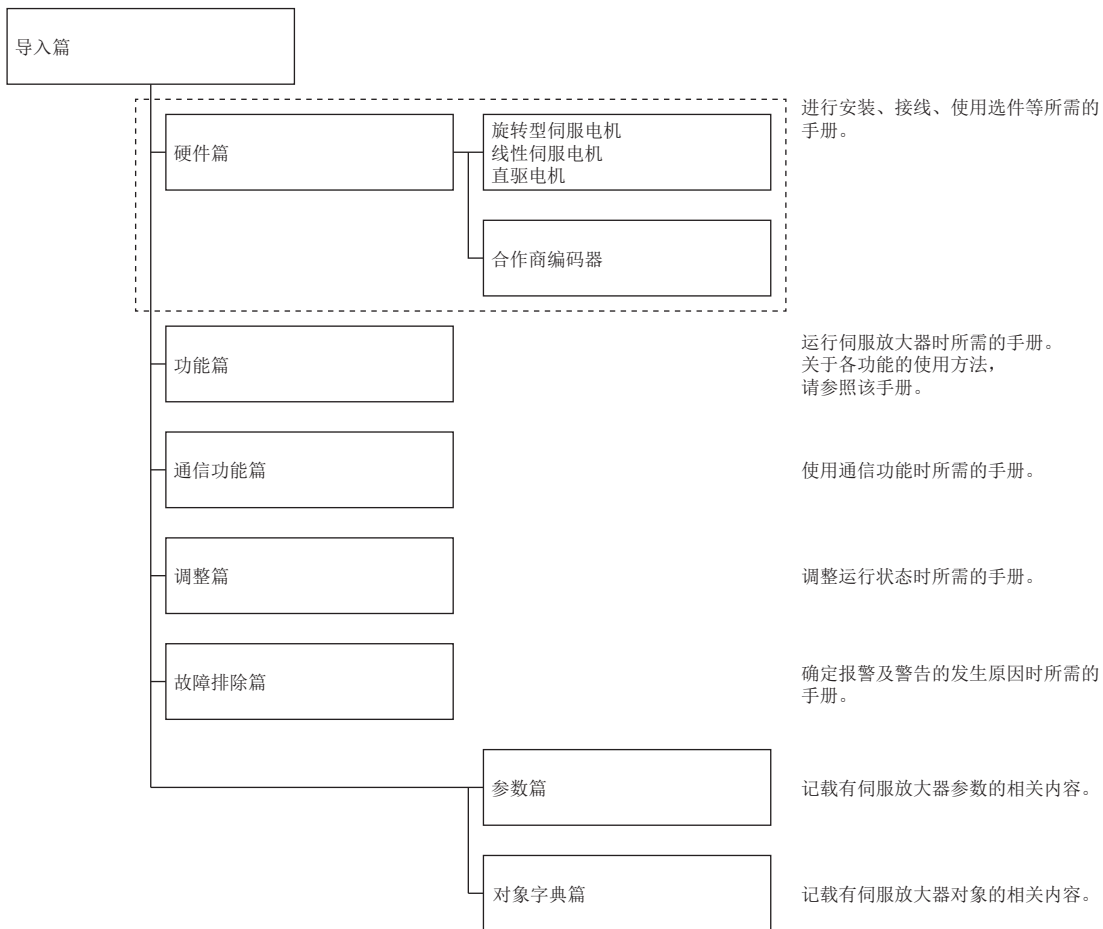 导入篇
硬件篇
旋转型伺服电机
线性伺服电机
直驱电机
合作商编码器
进行安装、接线、使用选件等所需的
手册。
功能篇
运行伺服放大器时所需的手册。
关于各功能的使用方法，
请参照该手册。
通信功能篇
使用通信功能时所需的手册。
调整篇
调整运行状态时所需的手册。
故障排除篇
确定报警及警告的发生原因时所需的
手册。
参数篇
记载有伺服放大器参数的相关内容。
对象字典篇
记载有伺服放大器对象的相关内容。